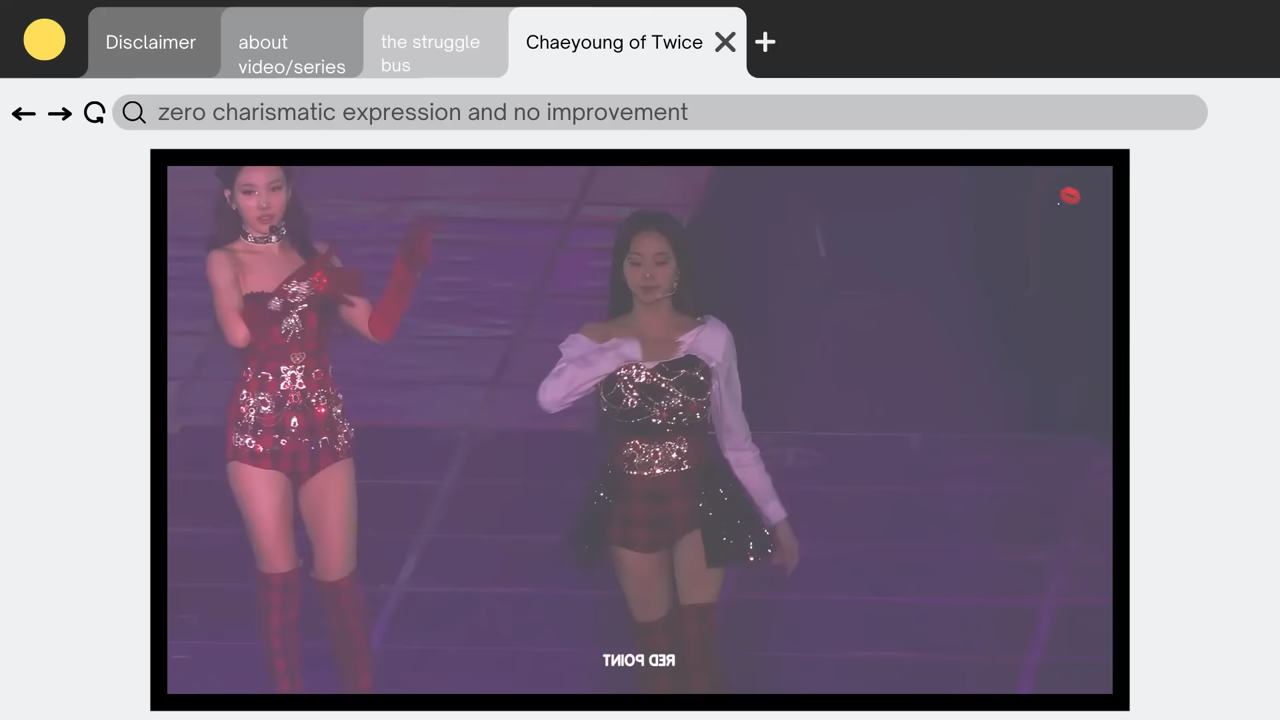 Disclaimer
about
video/series
the struggle
bus
Chaeyoung of Twice
zero charismatic expression and no improvement
RED POINT